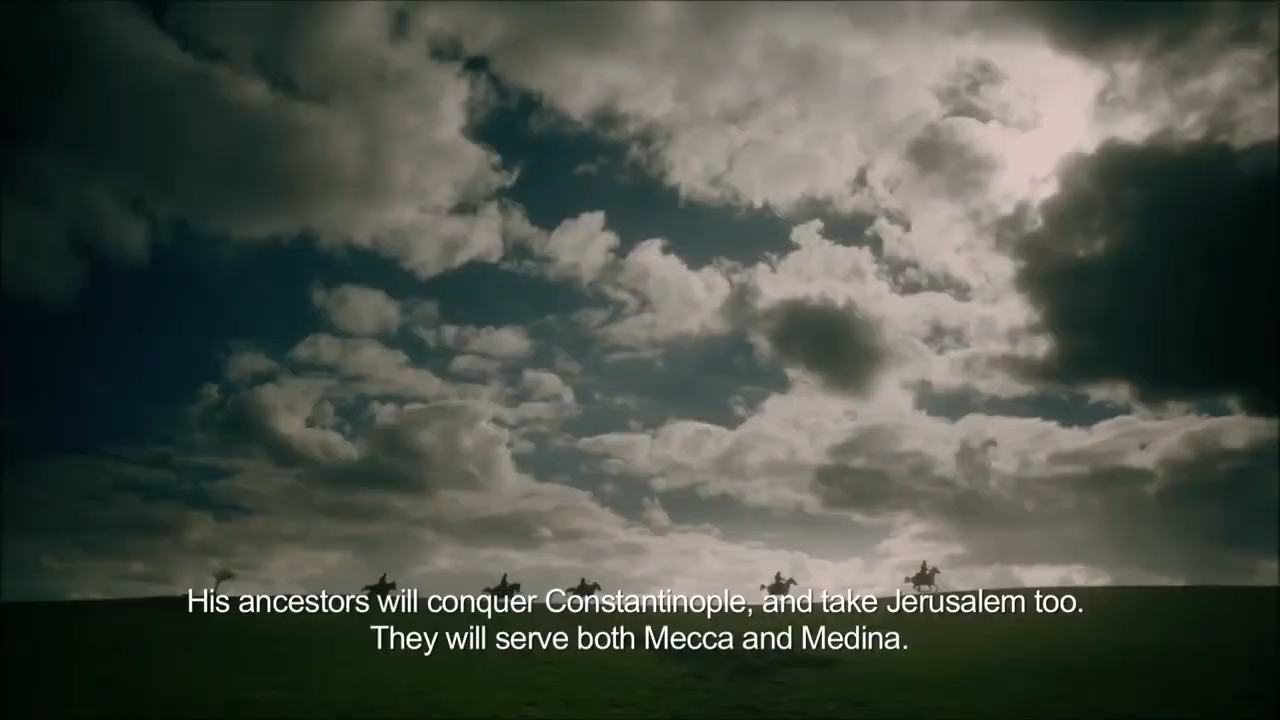 His ancestors will conquer Constantinople, and take Jerusalem too.
They will serve both Mecca and Medina.